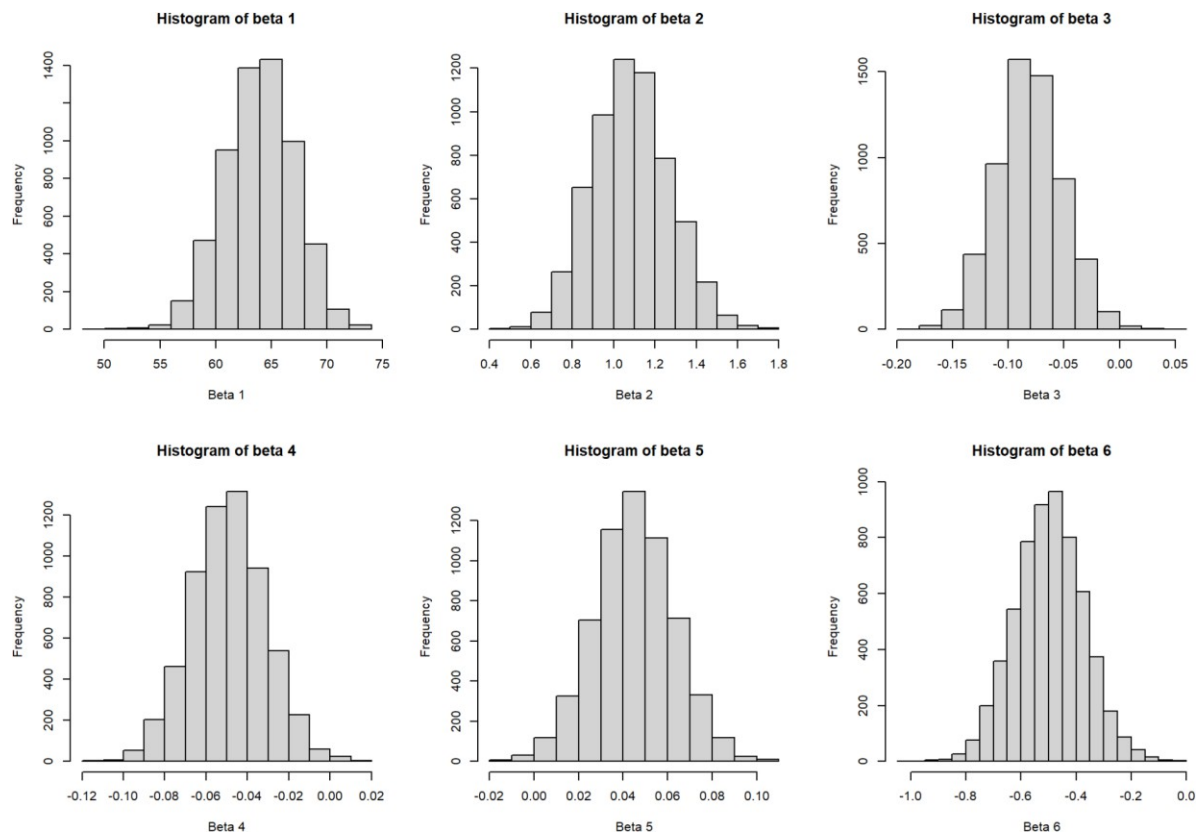 Histogram of beta 1
Frequency
0 200 400 600 800 1000 1400
50 55 60 65 70 75
Beta 1
Histogram of beta 2
Frequency
0 200 400 600 800 1000 1200
0.4 0.6 0.8 1.0 1.2 1.4 1.6 1.8
Beta 2
Histogram of beta 3
Frequency
0 500 1000 1500
-0.20 -0.15 -0.10 -0.05 0.00 0.05
Beta 3
Histogram of beta 4
Frequency
0 200 400 600 800 1000 1200
-0.12 -0.10 -0.08 -0.06 -0.04 -0.02 0.00 0.02
Beta 4
Histogram of beta 5
Frequency
0 200 400 600 800 1000 1200
-0.02 0.00 0.02 0.04 0.06 0.08 0.10
Beta 5
Histogram of beta 6
Frequency
0 200 400 600 800 1000
-1.0 -0.8 -0.6 -0.4 -0.2 0.0
Beta 6